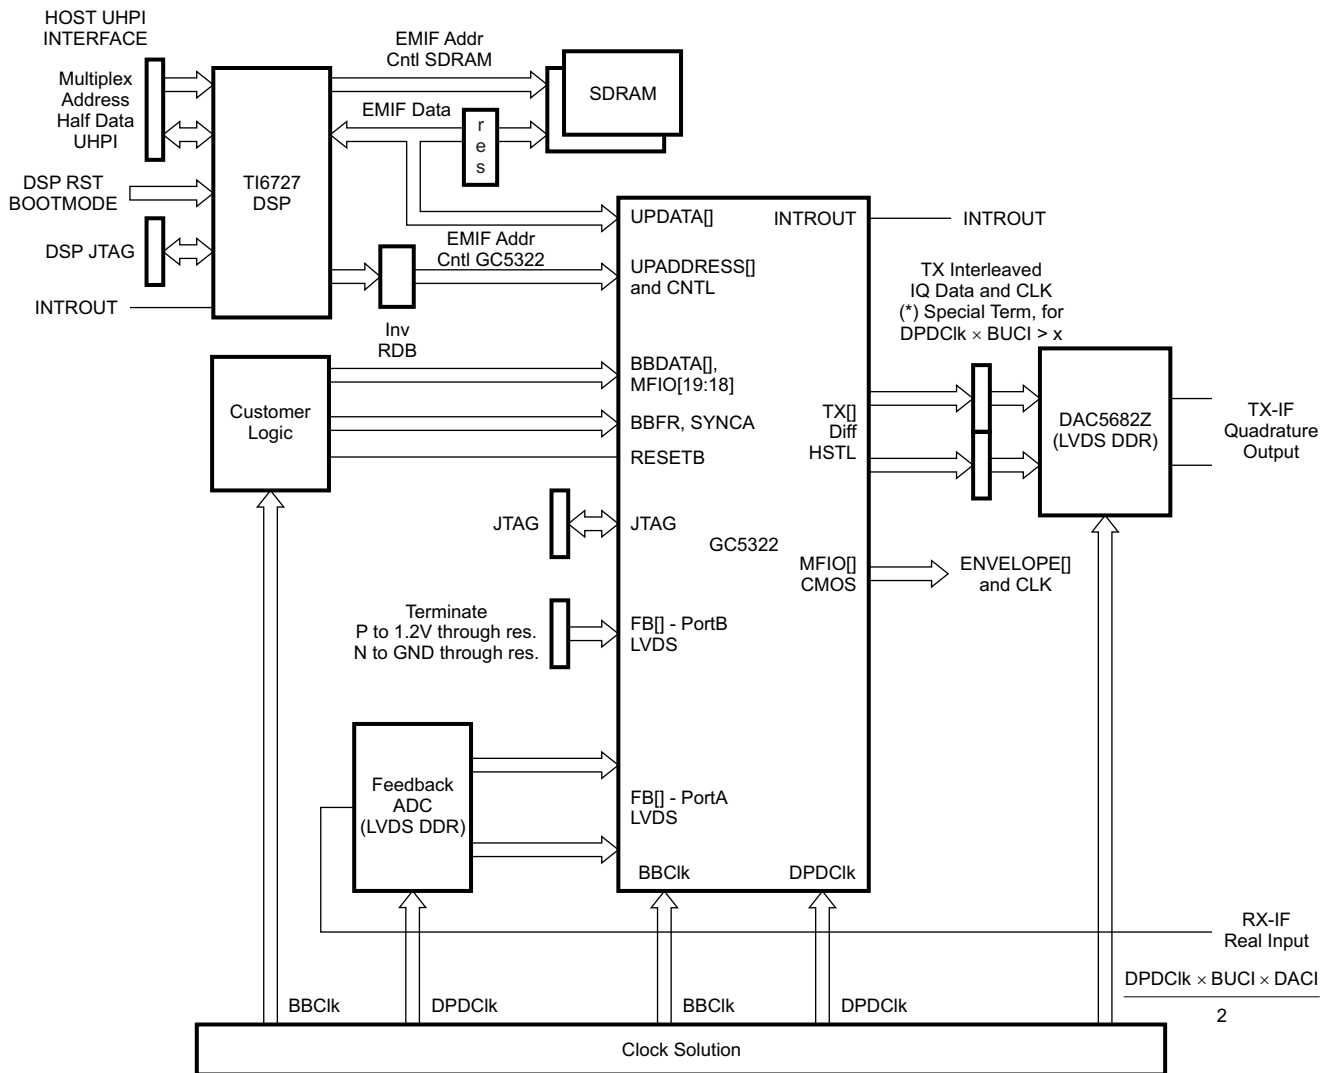 HOST UHPI
INTERFACE
Multiplex
Address
Half Data
UHPI
DSP RST
BOOTMODE
DSP JTAG
INTROUT
TI6727
DSP
EMIF Addr
Cntl SDRAM
EMIF Data
r
e
s
SDRAM
EMIF Addr
Cntl GC5322
Inv
RDB
Customer
Logic
UPDATA[]
INTROUT
INTROUT
UPADDRESS[]
and CNTL
BBDATA[],
MFIO[19:18]
BBFR, SYNCA
RESETB
JTAG
JTAG
GC5322
TX[]
Diff
HSTL
MFIO[]
CMOS
ENVELOPE[]
and CLK
TX Interleaved
IQ Data and CLK
(*) Special Term, for
DPDClk × BUCI > x
DAC5682Z
(LVDS DDR)
TX-IF
Quadrature
Output
Terminate
P to 1.2V through res.
N to GND through res.
FB[] - PortB
LVDS
Feedback
ADC
(LVDS DDR)
FB[] - PortA
LVDS
BBClk
DPDClk
RX-IF
Real Input
BBClk
DPDClk
BBClk
DPDClk
DPDClk × BUCI × DACI
2
Clock Solution